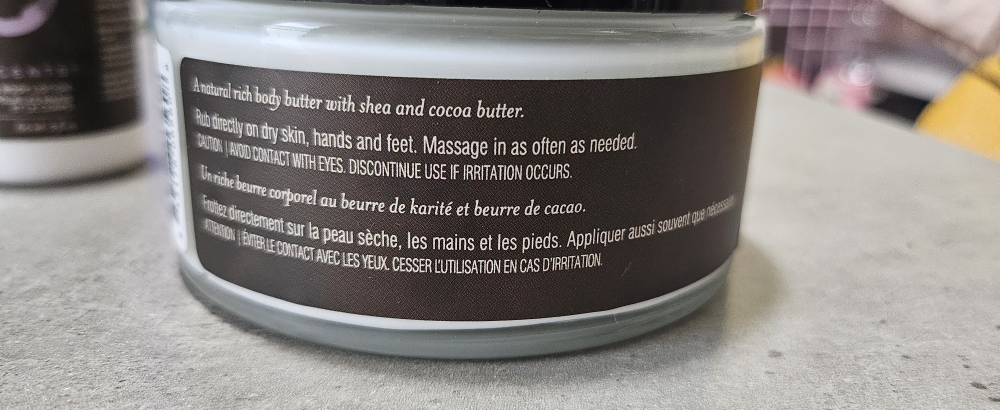 A natural rich body butter with shea and cocoa butter.
Rub directly on dry skin, hands and feet. Massage in as often as needed.
CAUTION | AVOID CONTACT WITH EYES. DISCONTINUE USE IF IRRITATION OCCURS.
Un riche beurre corporel au beurre de karité et beurre de cacao.
Frottez directement sur la peau sèche, les mains et les pieds. Appliquer aussi souvent que nécessaire.
ATTENTION | ÉVITER LE CONTACT AVEC LES YEUX. CESSER L'UTILISATION EN CAS D'IRRITATION.